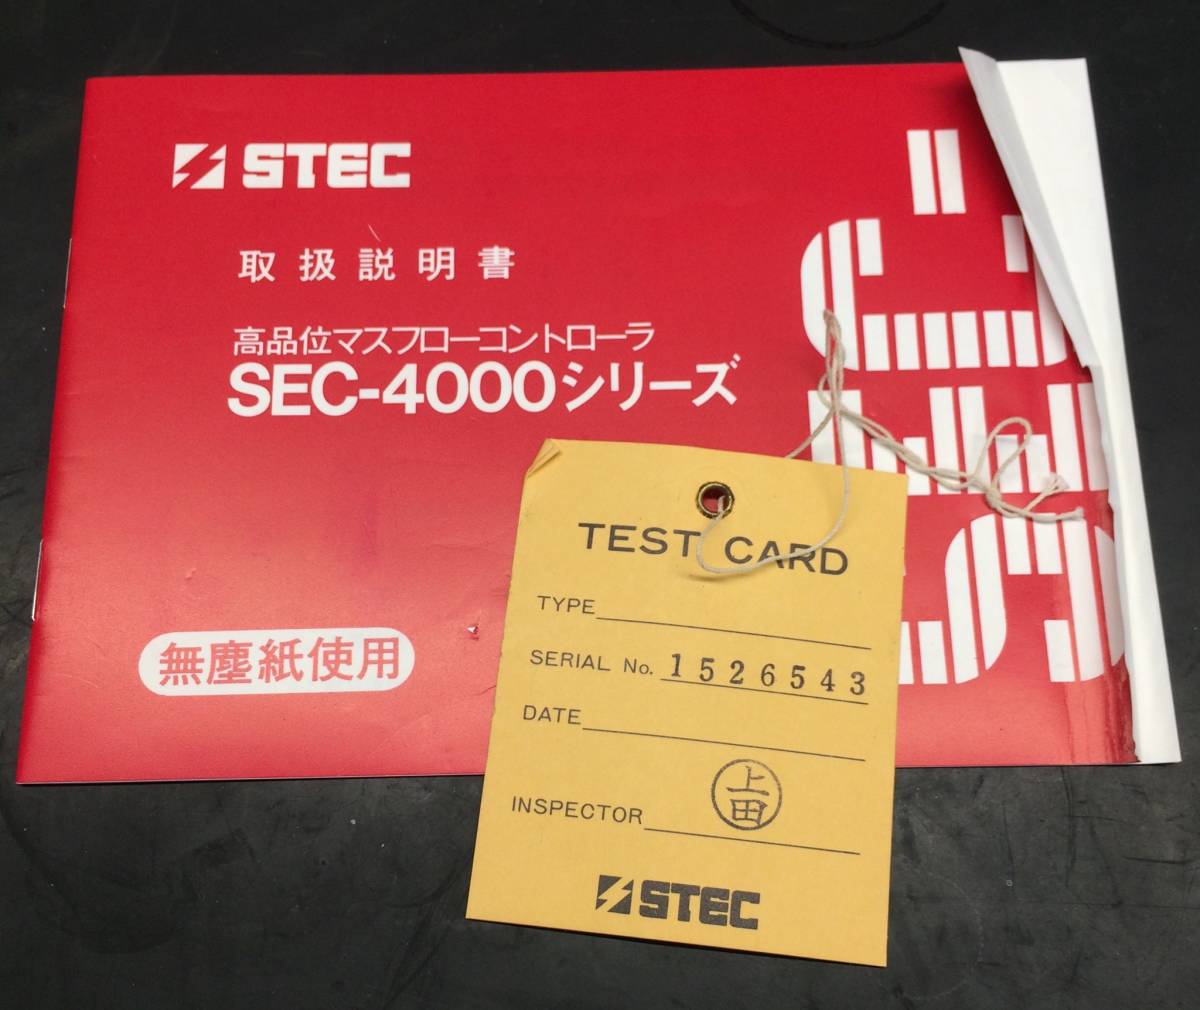 STEC
取扱説明書
高品位マスフローコントローラ
SEC-4000シリーズ
無塵紙使用
TEST CARD
TYPE
SERIAL No. 1526543
DATE
INSPECTOR 上田
STEC